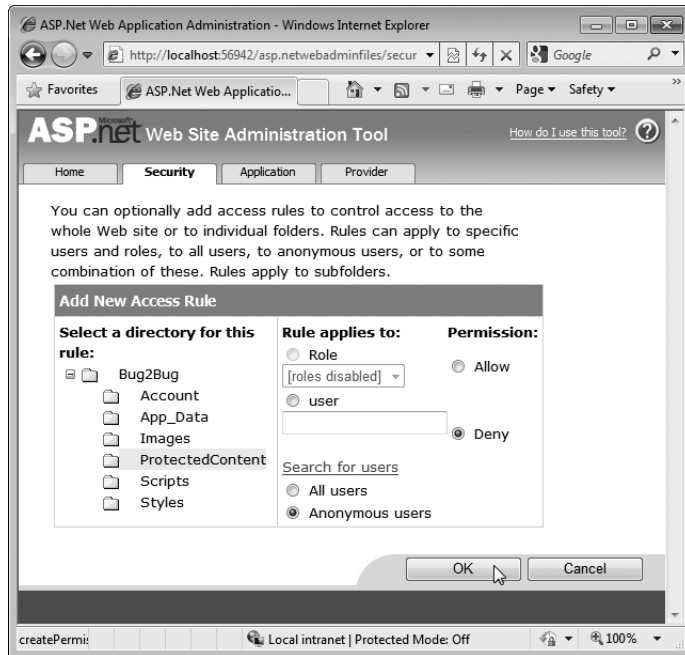 ASP.Net Web Application Administration - Windows Internet Explorer
http://localhost:56942/asp.netwebadminfiles/secur
Google
Favorites
ASP.Net Web Applicatio...
Page
Safety
»
Microsoft
ASP.net Web Site Administration Tool
How do I use this tool?
?
Home
Security
Application
Provider
You can optionally add access rules to control access to the
whole Web site or to individual folders. Rules can apply to specific
users and roles, to all users, to anonymous users, or to some
combination of these. Rules apply to subfolders.
Add New Access Rule
Select a directory for this
rule:
Bug2Bug
Account
App_Data
Images
ProtectedContent
Scripts
Styles
Rule applies to:
Role
[roles disabled]
user
Search for users
All users
Anonymous users
Permission:
Allow
Deny
OK
Cancel
createPermi:
Local intranet | Protected Mode: Off
100%